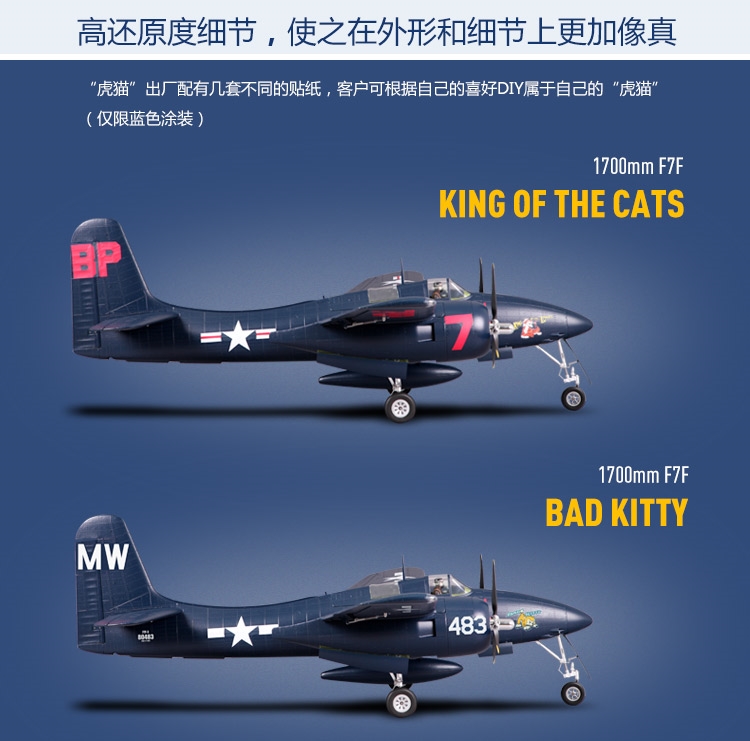 高还原度细节，使之在外形和细节上更加像真
“虎猫”出厂配有几套不同的贴纸，客户可根据自己的喜好DIY属于自己的“虎猫”
（仅限蓝色涂装）
1700mm F7F
KING OF THE CATS
BP
7
1700mm F7F
BAD KITTY
MW
80483
483